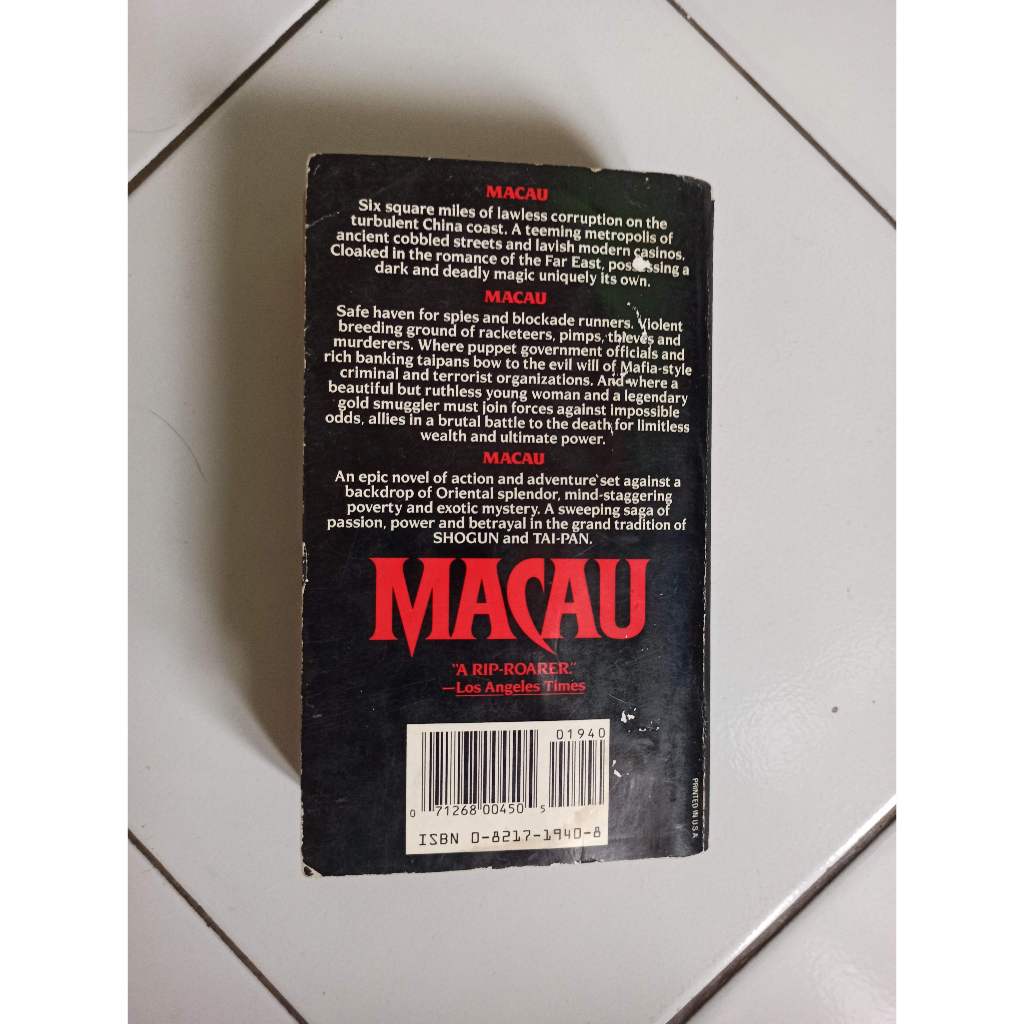 MACAU
Six square miles of lawless corruption on the
turbulent China coast. A teeming metropolis of
ancient cobbled streets and lavish modern casinos.
Cloaked in the romance of the Far East, possessing a
dark and deadly magic uniquely its own.
MACAU
Safe haven for spies and blockade runners. Violent
breeding ground of racketeers, pimps, thieves and
murderers. Where puppet government officials and
rich banking taipans bow to the evil will of Mafia-style
criminal and terrorist organizations. And where a
beautiful but ruthless young woman and a legendary
gold smuggler must join forces against impossible
odds, allies in a brutal battle to the death for limitless
wealth and ultimate power.
MACAU
An epic novel of action and adventure set against a
backdrop of Oriental splendor, mind-staggering
poverty and exotic mystery. A sweeping saga of
passion, power and betrayal in the grand tradition of
SHOGUN and TAI-PAN.
MACAU
"A RIP-ROARER."
—Los Angeles Times
01940
0 71268 00450 5
ISBN 0-8217-1940-8
PRINTED IN U.S.A.